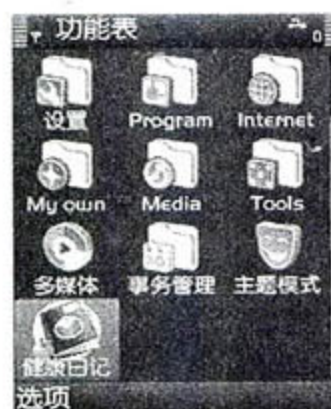 功能表
设置 Program Internet
My own Media Tools
多媒体 事务管理 主题模式
健康日记
选项